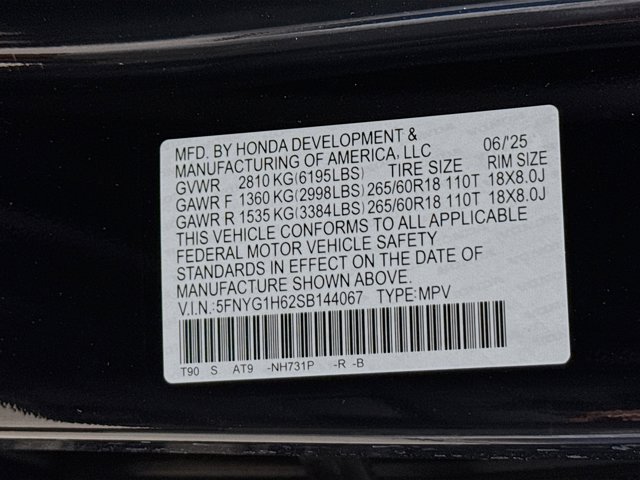 MFD. BY HONDA DEVELOPMENT &
MANUFACTURING OF AMERICA, LLC 06/'25
GVWR 2810 KG(6195LBS) TIRE SIZE RIM SIZE
GAWR F 1360 KG(2998LBS) 265/60R18 110T 18X8.0J
GAWR R 1535 KG(3384LBS) 265/60R18 110T 18X8.0J
THIS VEHICLE CONFORMS TO ALL APPLICABLE
FEDERAL MOTOR VEHICLE SAFETY
STANDARDS IN EFFECT ON THE DATE OF
MANUFACTURE SHOWN ABOVE.
V.I.N.:5FNYG1H62SB144067 TYPE:MPV
T90 S AT9 -NH731P -R -B